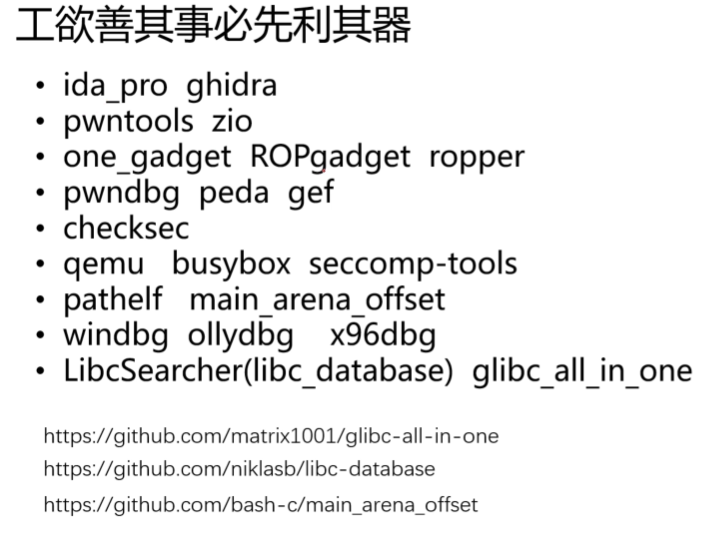 工欲善其事必先利其器
• ida_pro ghidra
• pwntools zio
• one_gadget ROPgadget ropper
• pwndbg peda gef
• checksec
• qemu busybox seccomp-tools
• pathelf main_arena_offset
• windbg ollydbg x96dbg
• LibcSearcher(libc_database) glibc_all_in_one
https://github.com/matrix1001/glibc-all-in-one
https://github.com/niklasb/libc-database
https://github.com/bash-c/main_arena_offset